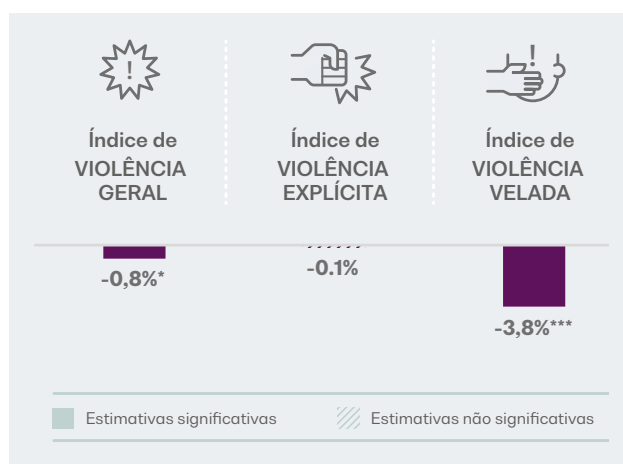 Índice de
VIOLÊNCIA
GERAL
Índice de
VIOLÊNCIA
EXPLÍCITA
Índice de
VIOLÊNCIA
VELADA
-0,8%*
-0.1%
-3,8%***
Estimativas significativas
Estimativas não significativas